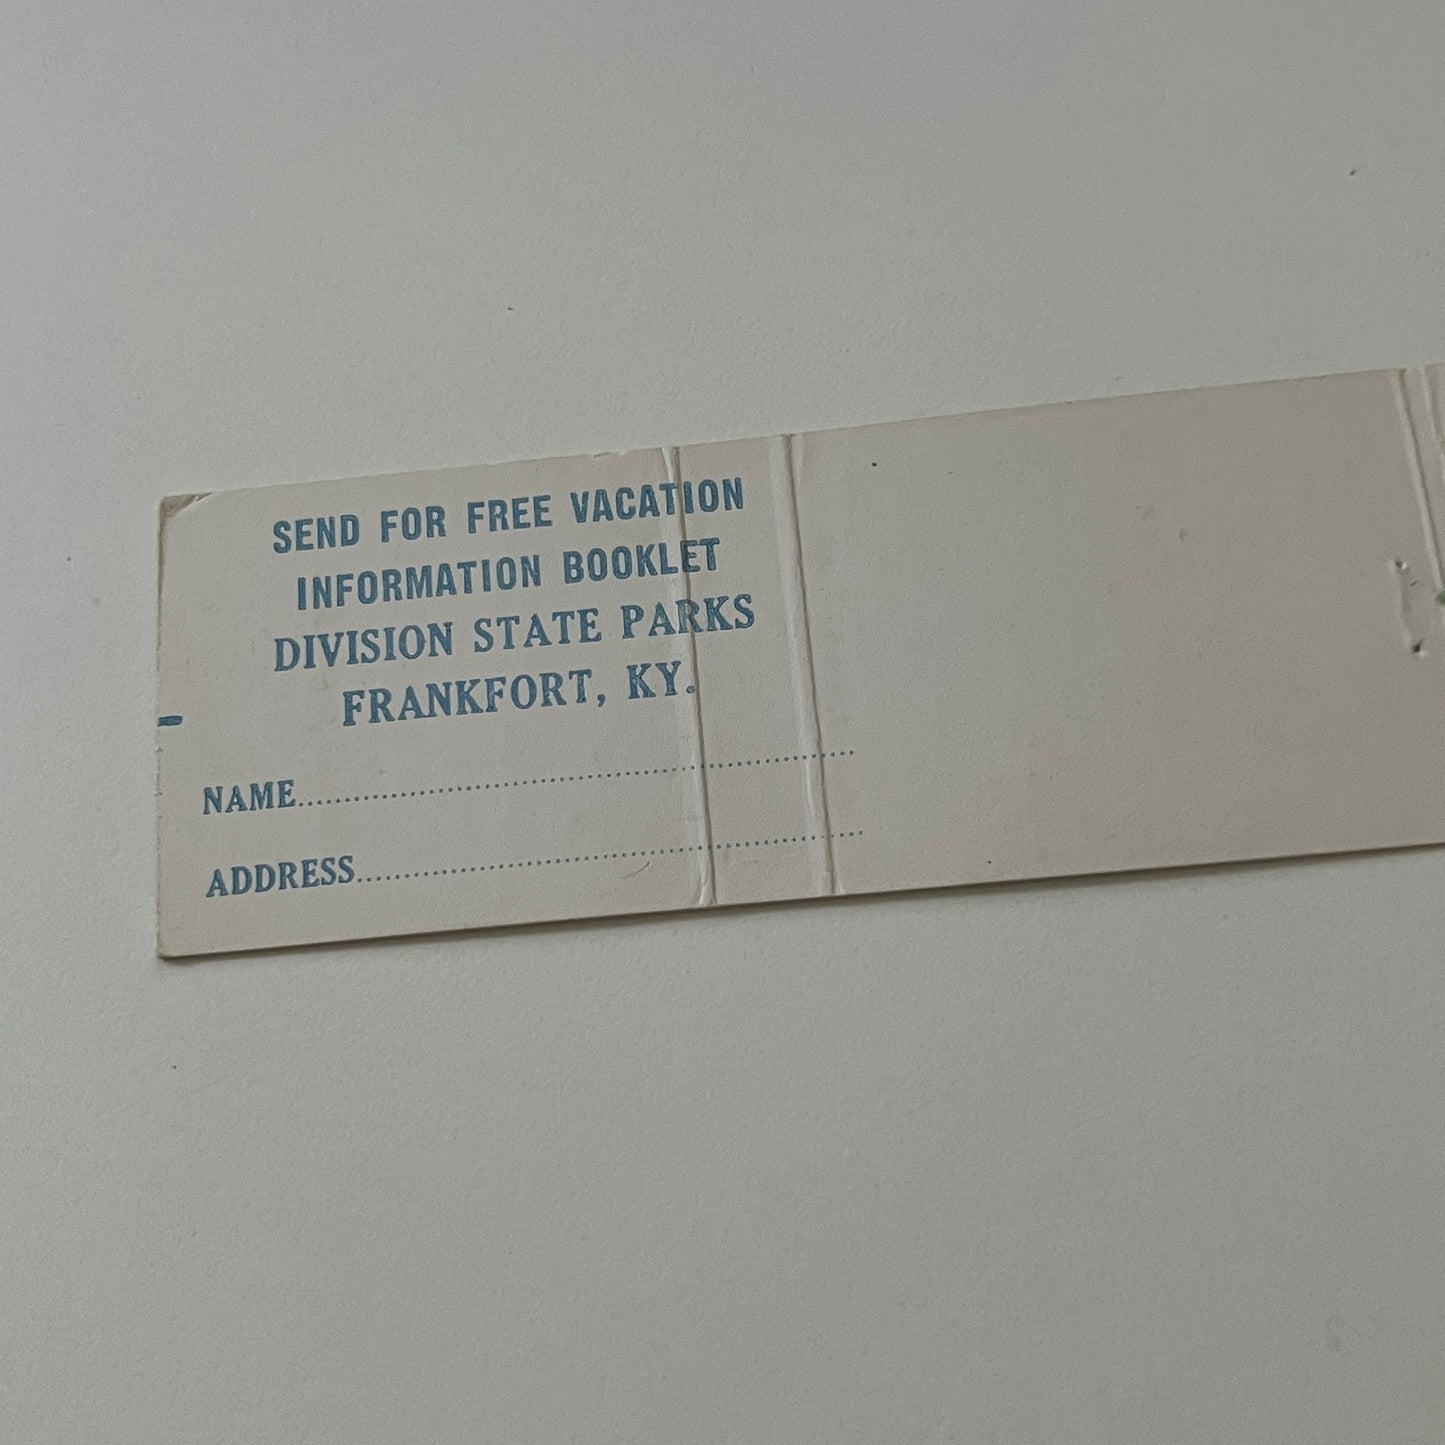 SEND FOR FREE VACATION
INFORMATION BOOKLET
DIVISION STATE PARKS
FRANKFORT, KY.
NAME..........................................................
ADDRESS......................................................